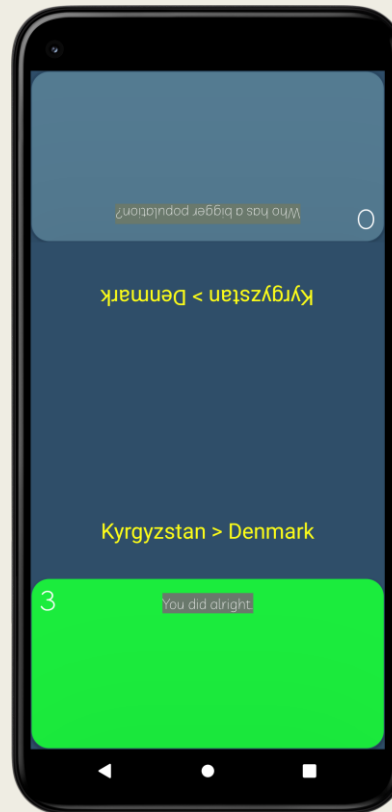 Who has a bigger population?
0
Kyrgyzstan > Denmark
Kyrgyzstan > Denmark
3
You did alright.